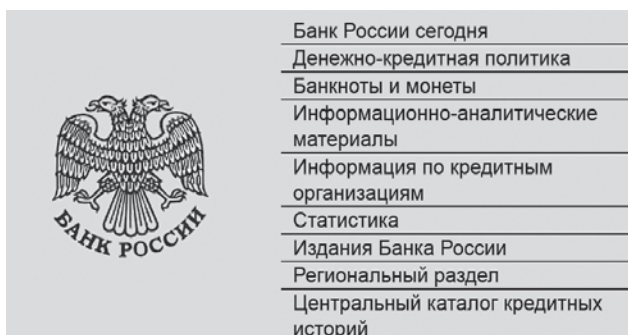 БАНК РОССИИ
Банк России сегодня
Денежно-кредитная политика
Банкноты и монеты
Информационно-аналитические
материалы
Информация по кредитным
организациям
Статистика
Издания Банка России
Региональный раздел
Центральный каталог кредитных
историй